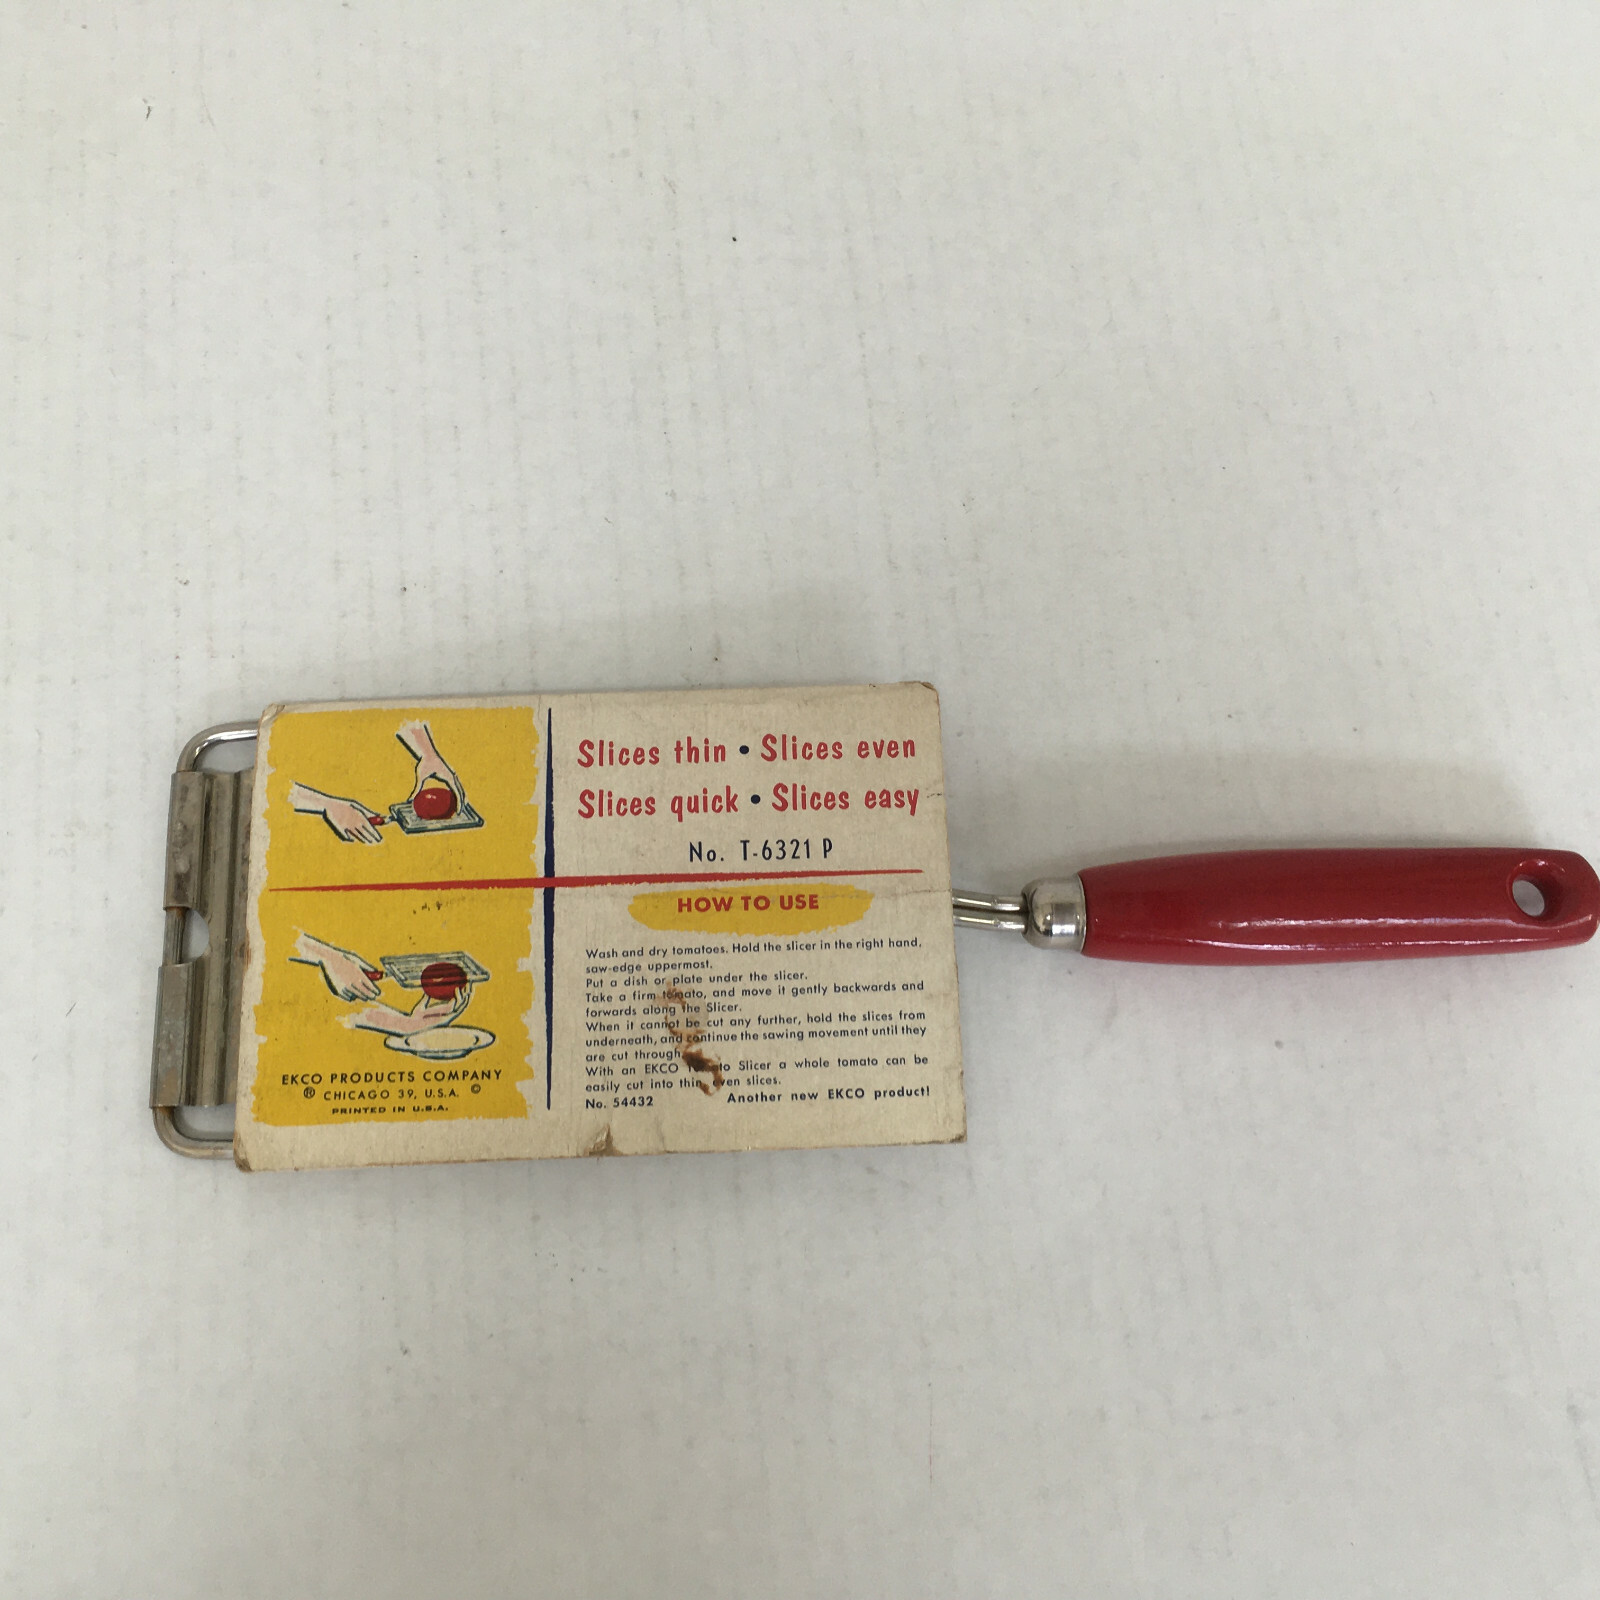 Slices thin • Slices even
Slices quick • Slices easy
No. T-6321 P
HOW TO USE
Wash and dry tomatoes. Hold the slicer in the right hand,
saw-edge uppermost.
Put a dish or plate under the slicer.
Take a firm tomato, and move it gently backwards and
forwards along the Slicer.
When it cannot be cut any further, hold the slices from
underneath, and continue the sawing movement until they
are cut through.
With an EKCO Tomato Slicer a whole tomato can be
easily cut into thin, even slices.
No. 54432 Another new EKCO product!
EKCO PRODUCTS COMPANY
® CHICAGO 39, U.S.A. ©
PRINTED IN U.S.A.